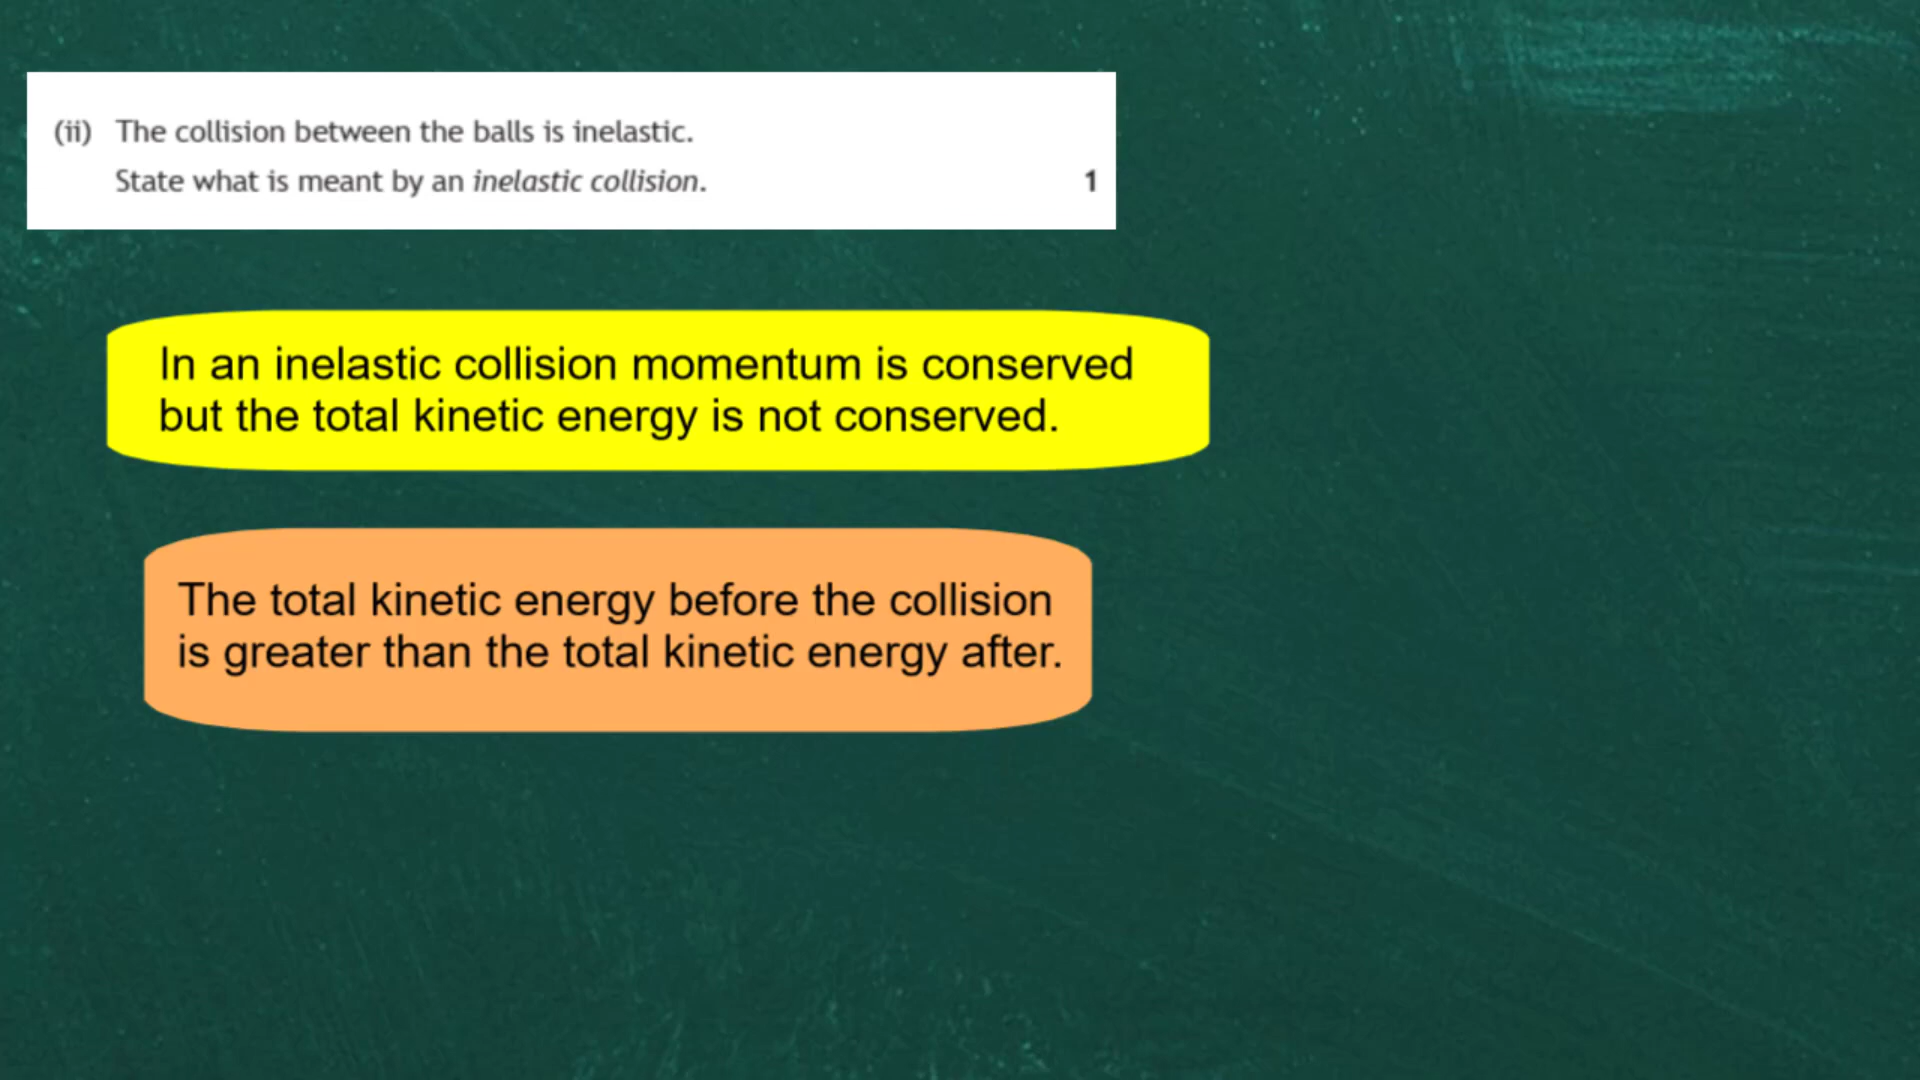 (ii) The collision between the balls is inelastic.
State what is meant by an inelastic collision. 1
In an inelastic collision momentum is conserved
but the total kinetic energy is not conserved.
The total kinetic energy before the collision
is greater than the total kinetic energy after.